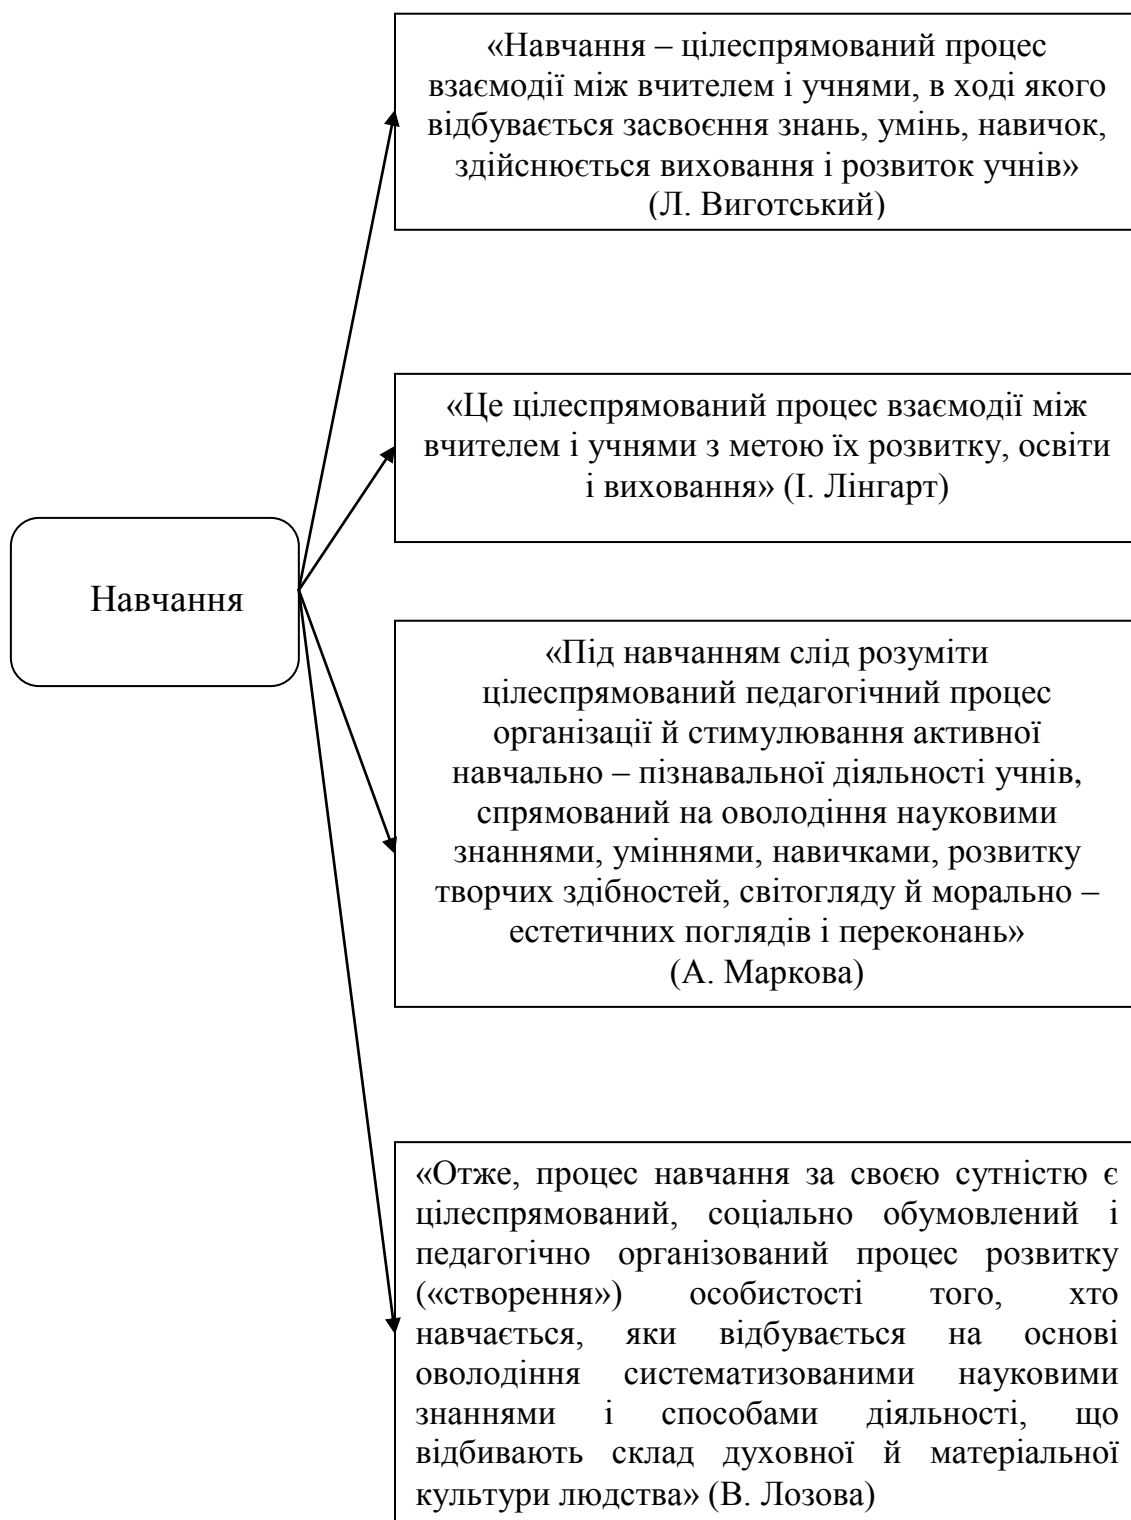 «Навчання – цілеспрямований процес
взаємодії між вчителем і учнями, в ході якого
відбувається засвоєння знань, умінь, навичок,
здійснюється виховання і розвиток учнів»
(Л. Виготський)
«Це цілеспрямований процес взаємодії між
вчителем і учнями з метою їх розвитку, освіти
і виховання» (І. Лінгарт)
Навчання
«Під навчанням слід розуміти
цілеспрямований педагогічний процес
організації й стимулювання активної
навчально – пізнавальної діяльності учнів,
спрямований на оволодіння науковими
знаннями, уміннями, навичками, розвитку
творчих здібностей, світогляду й морально –
естетичних поглядів і переконань»
(А. Маркова)
«Отже, процес навчання за своєю сутністю є
цілеспрямований, соціально обумовлений і
педагогічно організований процес розвитку
(«створення») особистості того, хто
навчається, яки відбувається на основі
оволодіння систематизованими науковими
знаннями і способами діяльності, що
відбивають склад духовної й матеріальної
культури людства» (В. Лозова)